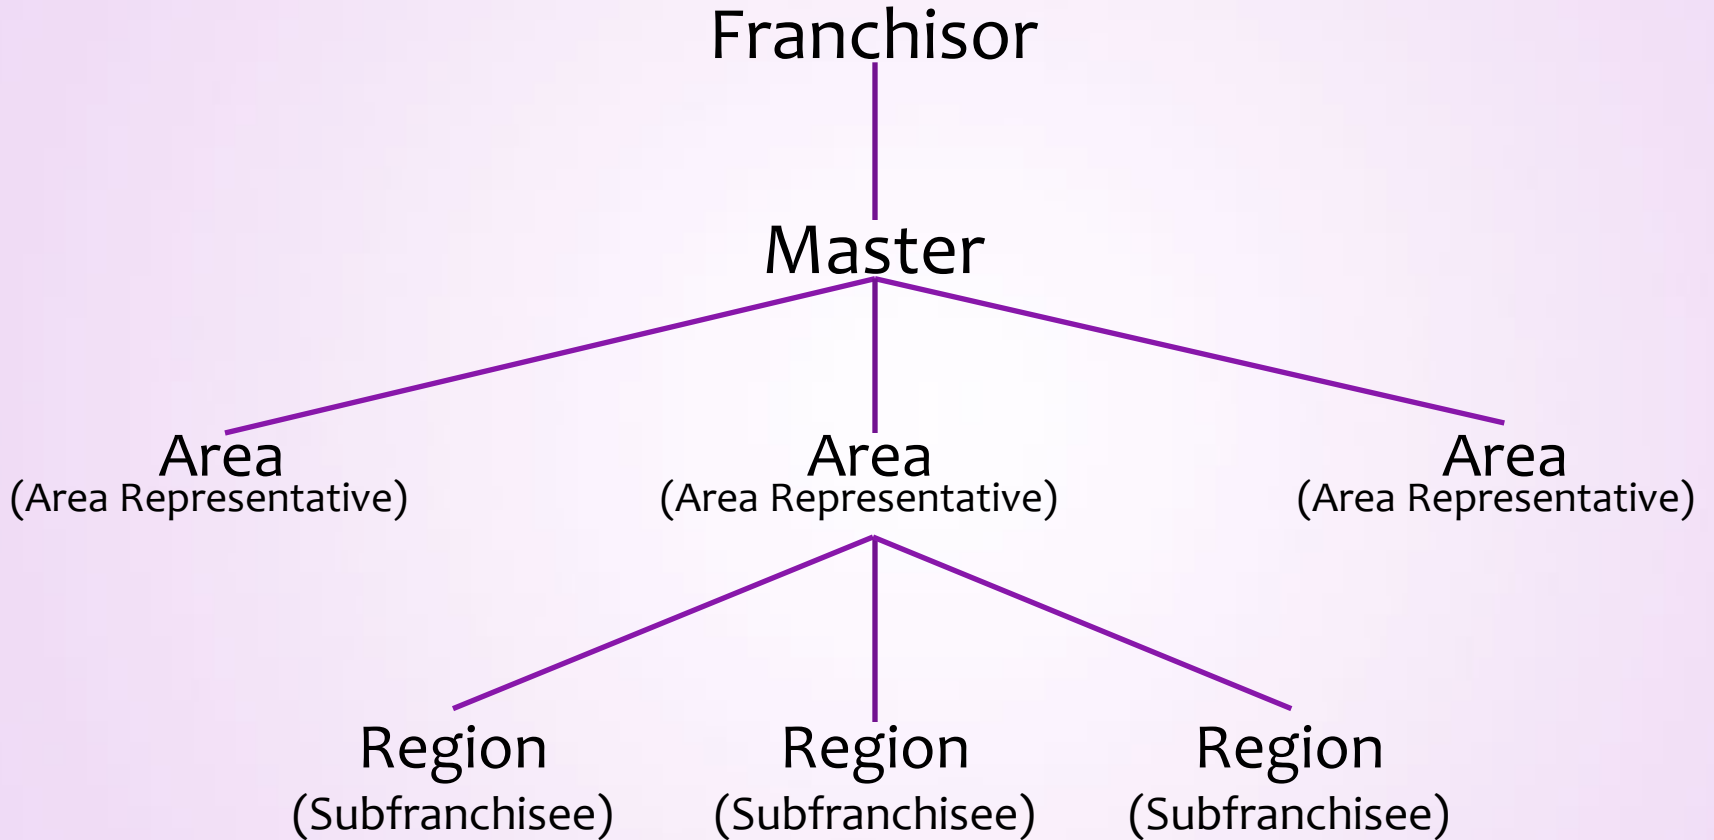 Franchisor
Master
Area Area Area
(Area Representative) (Area Representative) (Area Representative)
Region Region Region
(Subfranchisee) (Subfranchisee) (Subfranchisee)